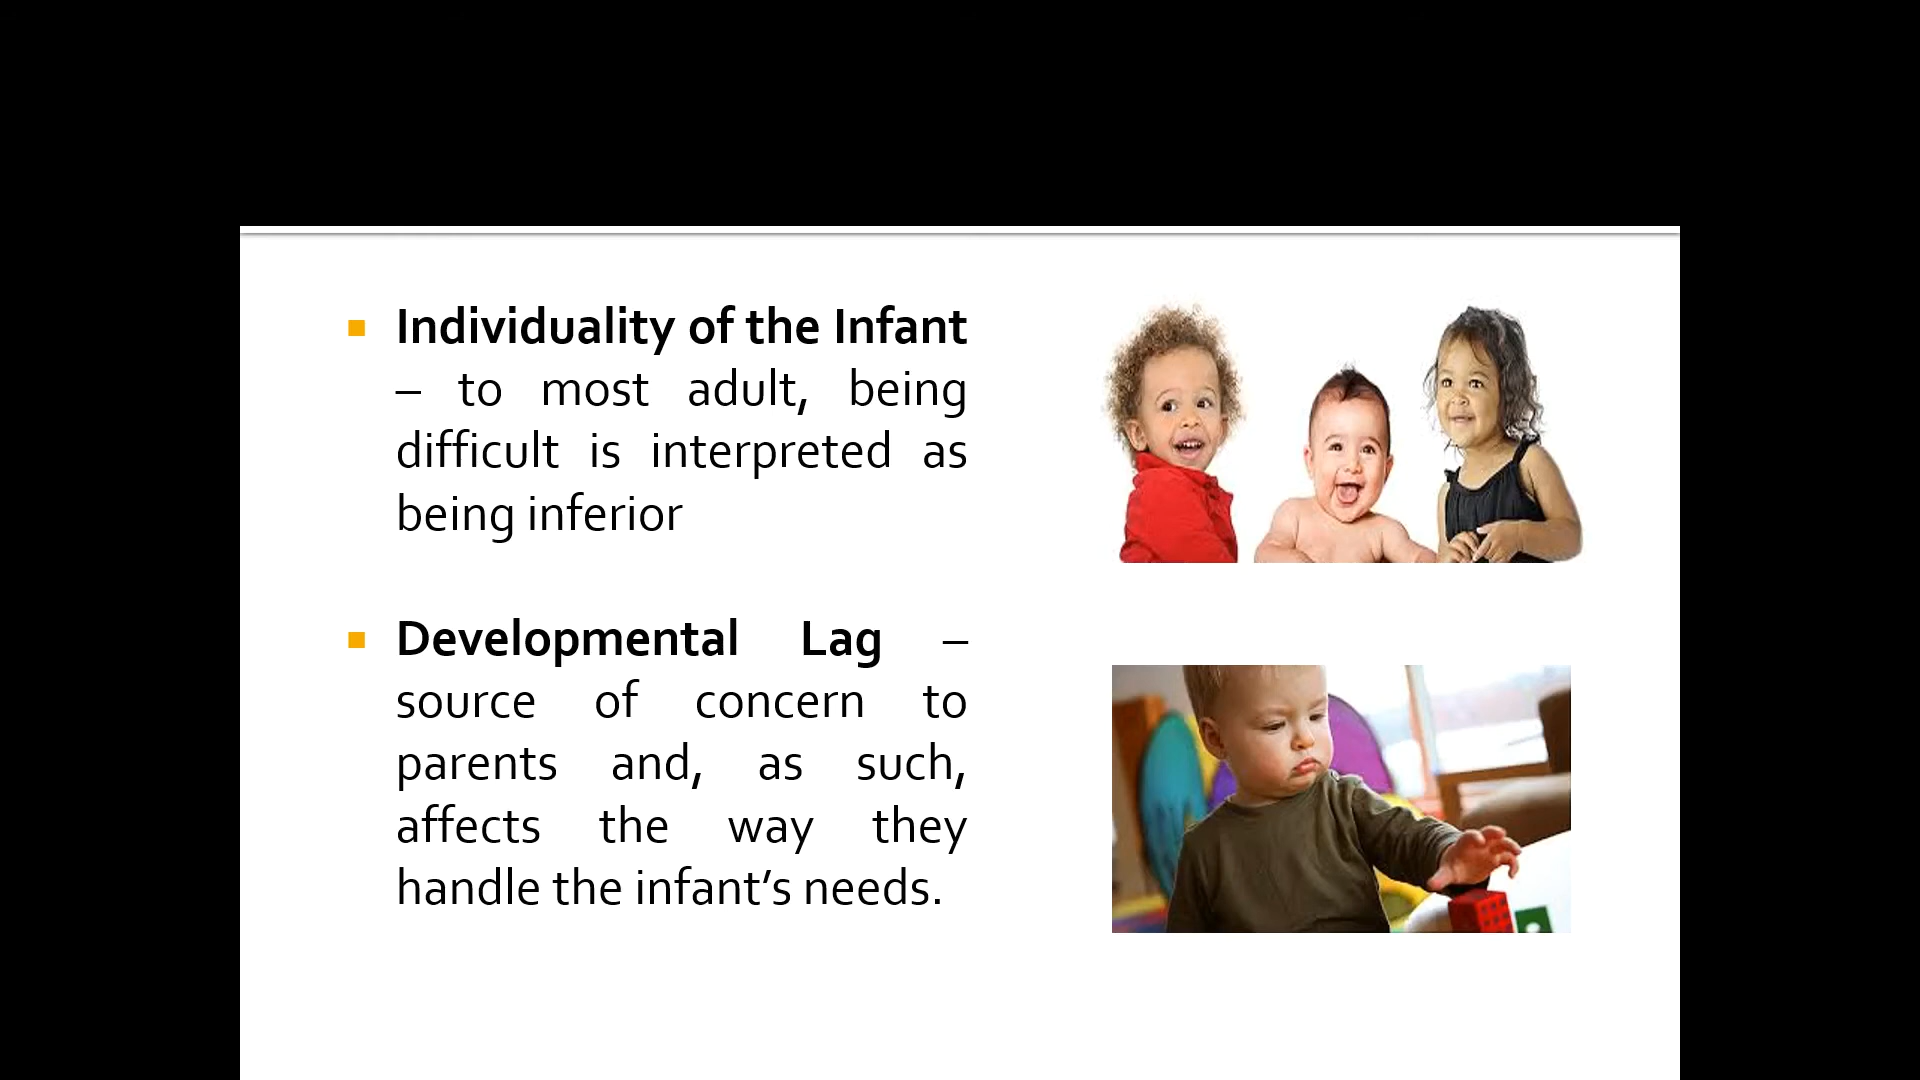 Individuality of the Infant
– to most adult, being
difficult is interpreted as
being inferior
Developmental Lag –
source of concern to
parents and, as such,
affects the way they
handle the infant’s needs.